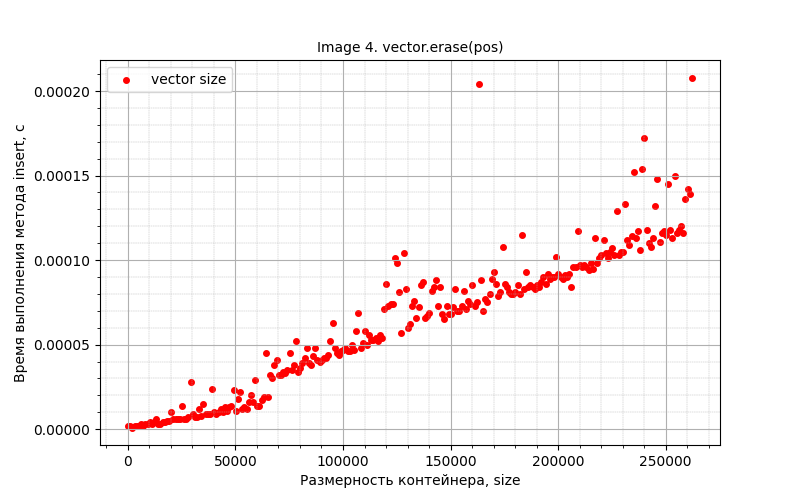 Image 4. vector.erase(pos)
vector size
0.00020
0.00015
0.00010
0.00005
0.00000
Время выполнения метода insert, с
0 50000 100000 150000 200000 250000
Размерность контейнера, size